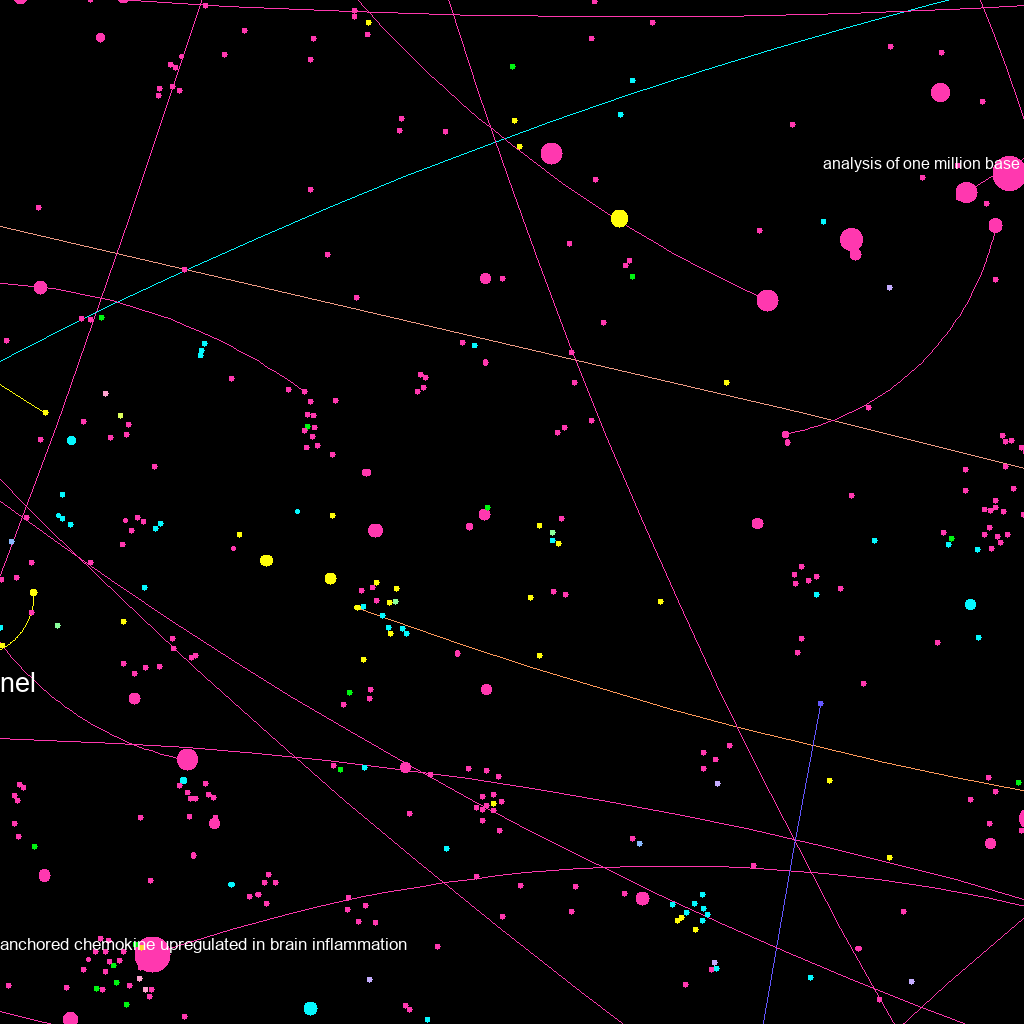 analysis of one million base
nel
anchored chemokine upregulated in brain inflammation